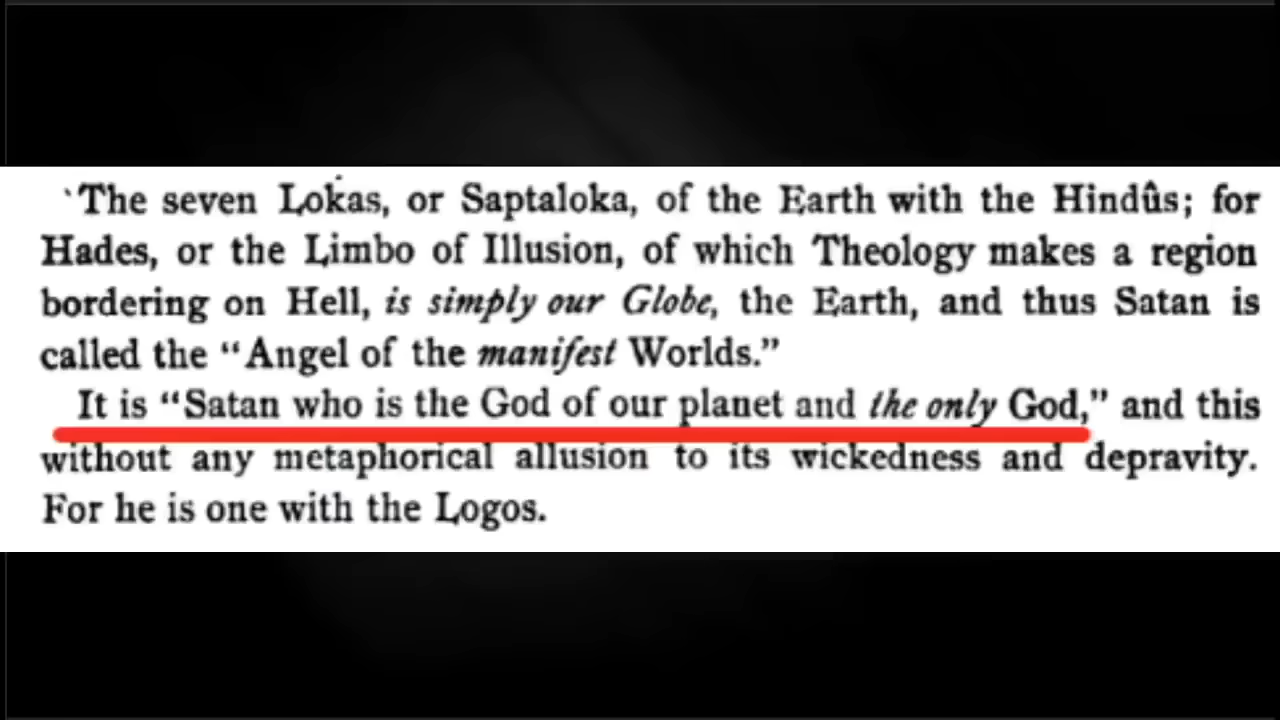 The seven Lokas, or Saptaloka, of the Earth with the Hindûs; for
Hades, or the Limbo of Illusion, of which Theology makes a region
bordering on Hell, is simply our Globe, the Earth, and thus Satan is
called the “Angel of the manifest Worlds.”
It is “Satan who is the God of our planet and the only God,” and this
without any metaphorical allusion to its wickedness and depravity.
For he is one with the Logos.